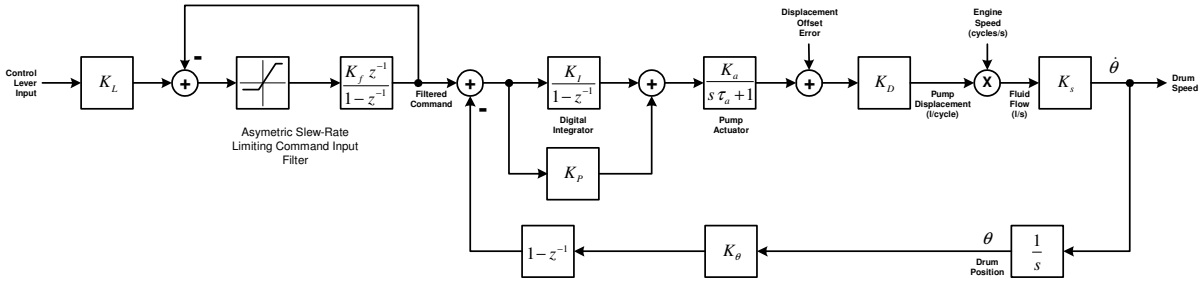 Control
Lever
Input
K_L
-
+
K_f z^{-1}
1 - z^{-1}
Filtered
Command
Asymetric Slew-Rate
Limiting Command Input
Filter
+
-
K_I
1 - z^{-1}
Digital
Integrator
K_P
+
K_a
s τ_a + 1
Pump
Actuator
Displacement
Offset
Error
+
K_D
Pump
Displacement
(l/cycle)
Engine
Speed
(cycles/s)
X
Fluid
Flow
(l/s)
K_s
θ̇
Drum
Speed
1 - z^{-1}
K_θ
θ
Drum
Position
1
s